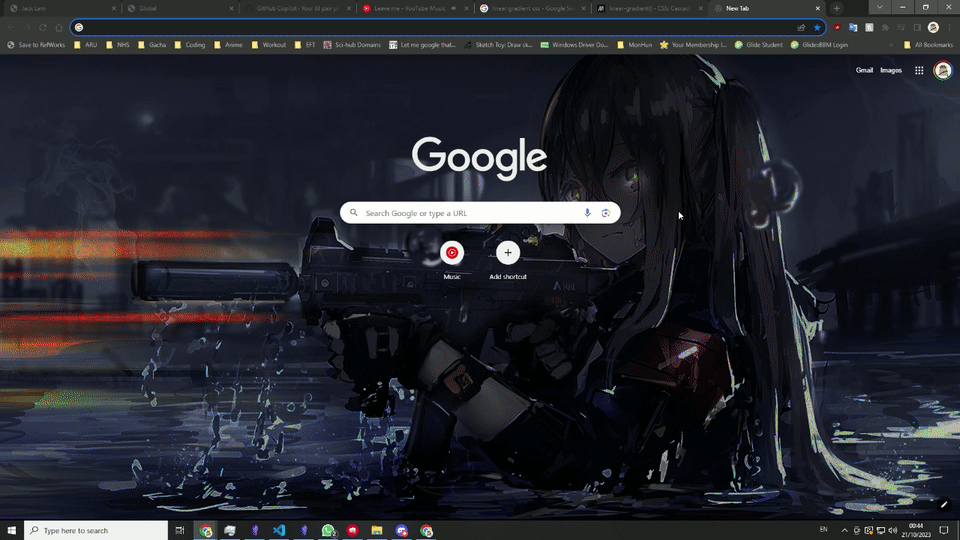 Jack Lam
Global
GitHub Copilot - Your AI pair p
Leave me - YouTube Music
linear gradient css - Google Se
linear-gradient() - CSS: Cascad
New Tab
Save to RefWorks
ARU
NHS
Gacha
Coding
Anime
Workout
EFT
Sci-hub Domains
Let me google that...
Sketch Toy: Draw sk...
Windows Driver Do...
MonHun
Your Membership I...
Glide Student
GlidesBBM Login
All Bookmarks
Gmail
Images
Google
Search Google or type a URL
Music
Add shortcut
Type here to search
EN
00:44
21/10/2023